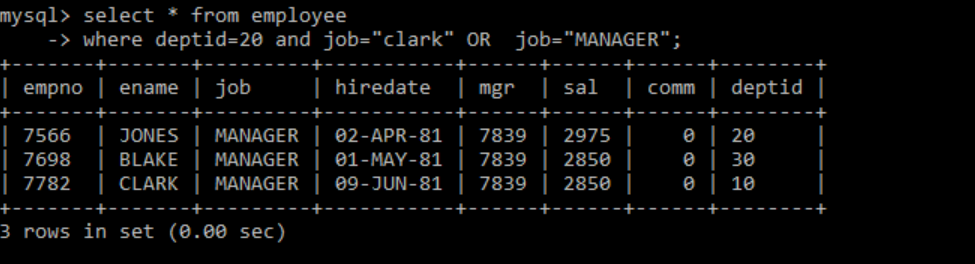 mysql> select * from employee
    -> where deptid=20 and job="clark" OR  job="MANAGER";
+-------+-------+---------+-----------+------+------+------+--------+
| empno | ename | job     | hiredate  | mgr  | sal  | comm | deptid |
+-------+-------+---------+-----------+------+------+------+--------+
| 7566  | JONES | MANAGER | 02-APR-81 | 7839 | 2975 |    0 | 20     |
| 7698  | BLAKE | MANAGER | 01-MAY-81 | 7839 | 2850 |    0 | 30     |
| 7782  | CLARK | MANAGER | 09-JUN-81 | 7839 | 2850 |    0 | 10     |
+-------+-------+---------+-----------+------+------+------+--------+
3 rows in set (0.00 sec)